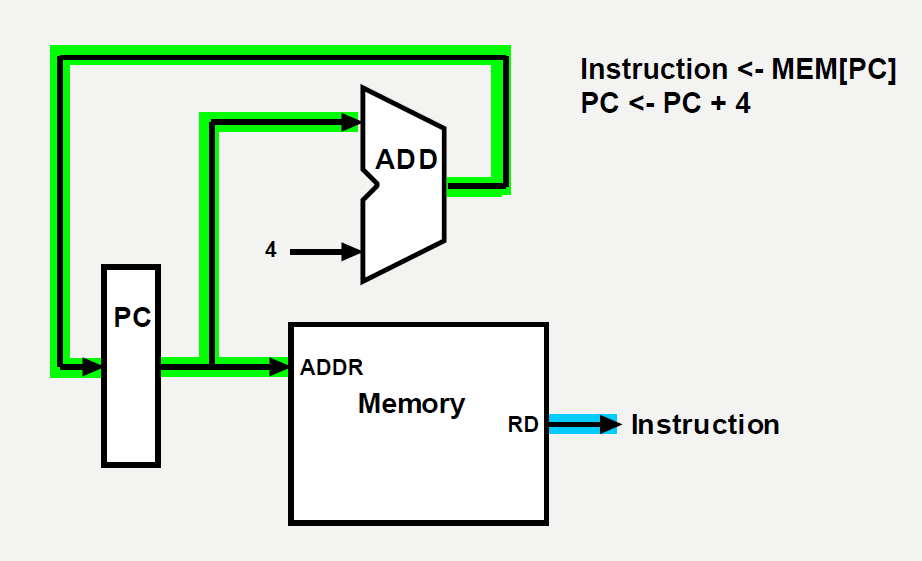 Instruction <- MEM[PC]
PC <- PC + 4
ADD
4
PC
ADDR
Memory
RD
Instruction